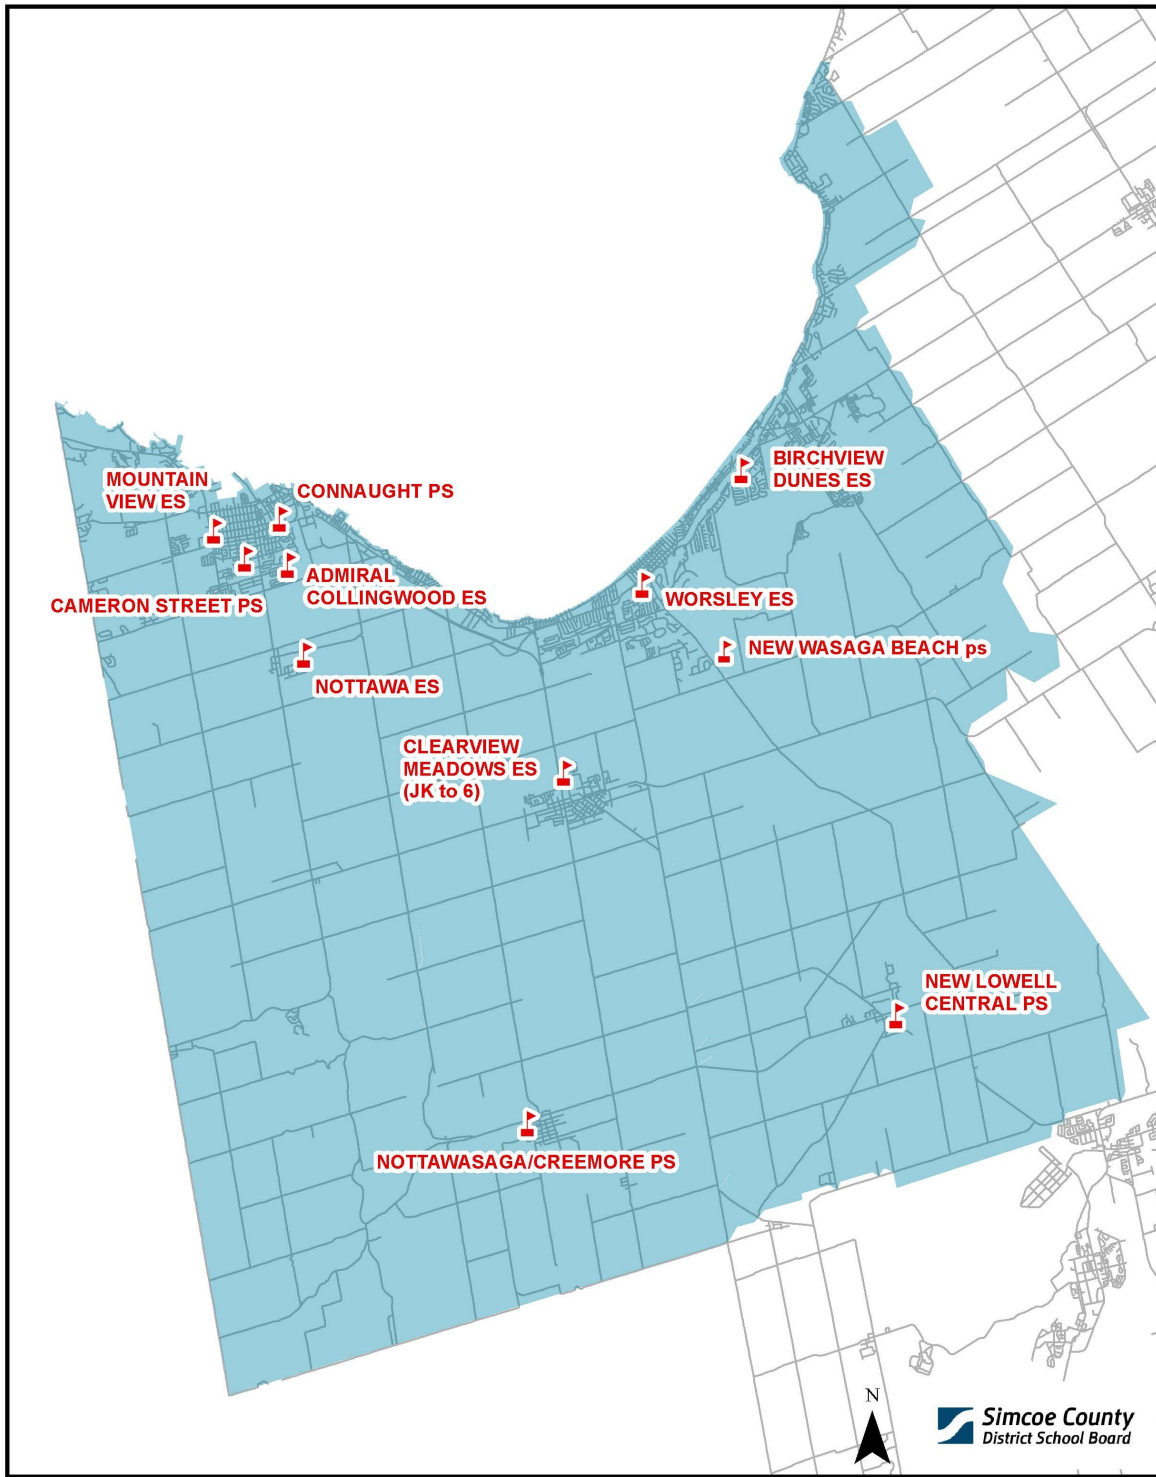 MOUNTAIN
VIEW ES
CONNAUGHT PS
BIRCHVIEW
DUNES ES
ADMIRAL
COLLINGWOOD ES
CAMERON STREET PS
WORSLEY ES
NEW WASAGA BEACH ps
NOTTAWA ES
CLEARVIEW
MEADOWS ES
(JK to 6)
NEW LOWELL
CENTRAL PS
NOTTAWASAGA/CREEMORE PS
N
Simcoe County
District School Board